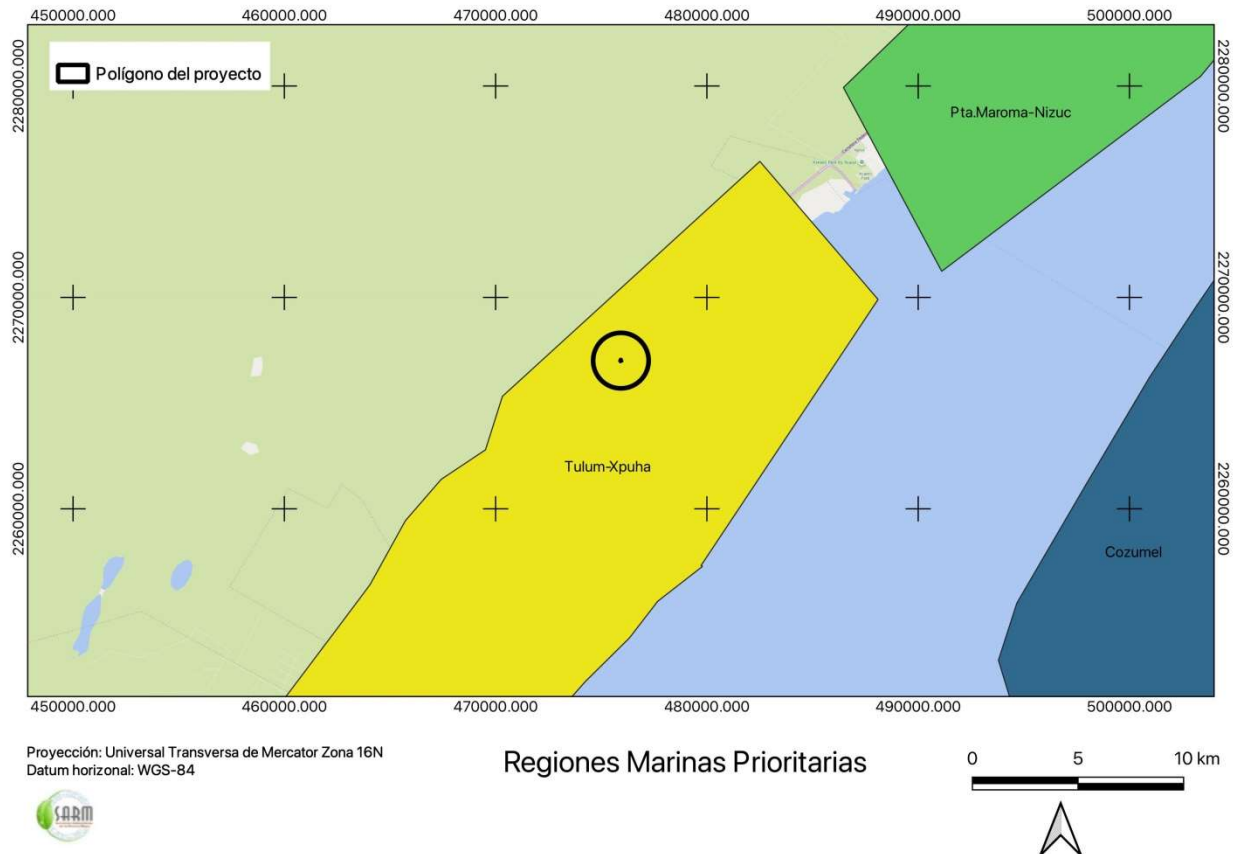 450000.000 460000.000 470000.000 480000.000 490000.000 500000.000
Polígono del proyecto
2280000.000
2280000.000
Pta.Maroma-Nizuc
2270000.000
2270000.000
Tulum-Xpuha
2260000.000
2260000.000
Cozumel
450000.000 460000.000 470000.000 480000.000 490000.000 500000.000
Proyección: Universal Transversa de Mercator Zona 16N
Datum horizonal: WGS-84
Regiones Marinas Prioritarias
0 5 10 km
SARM